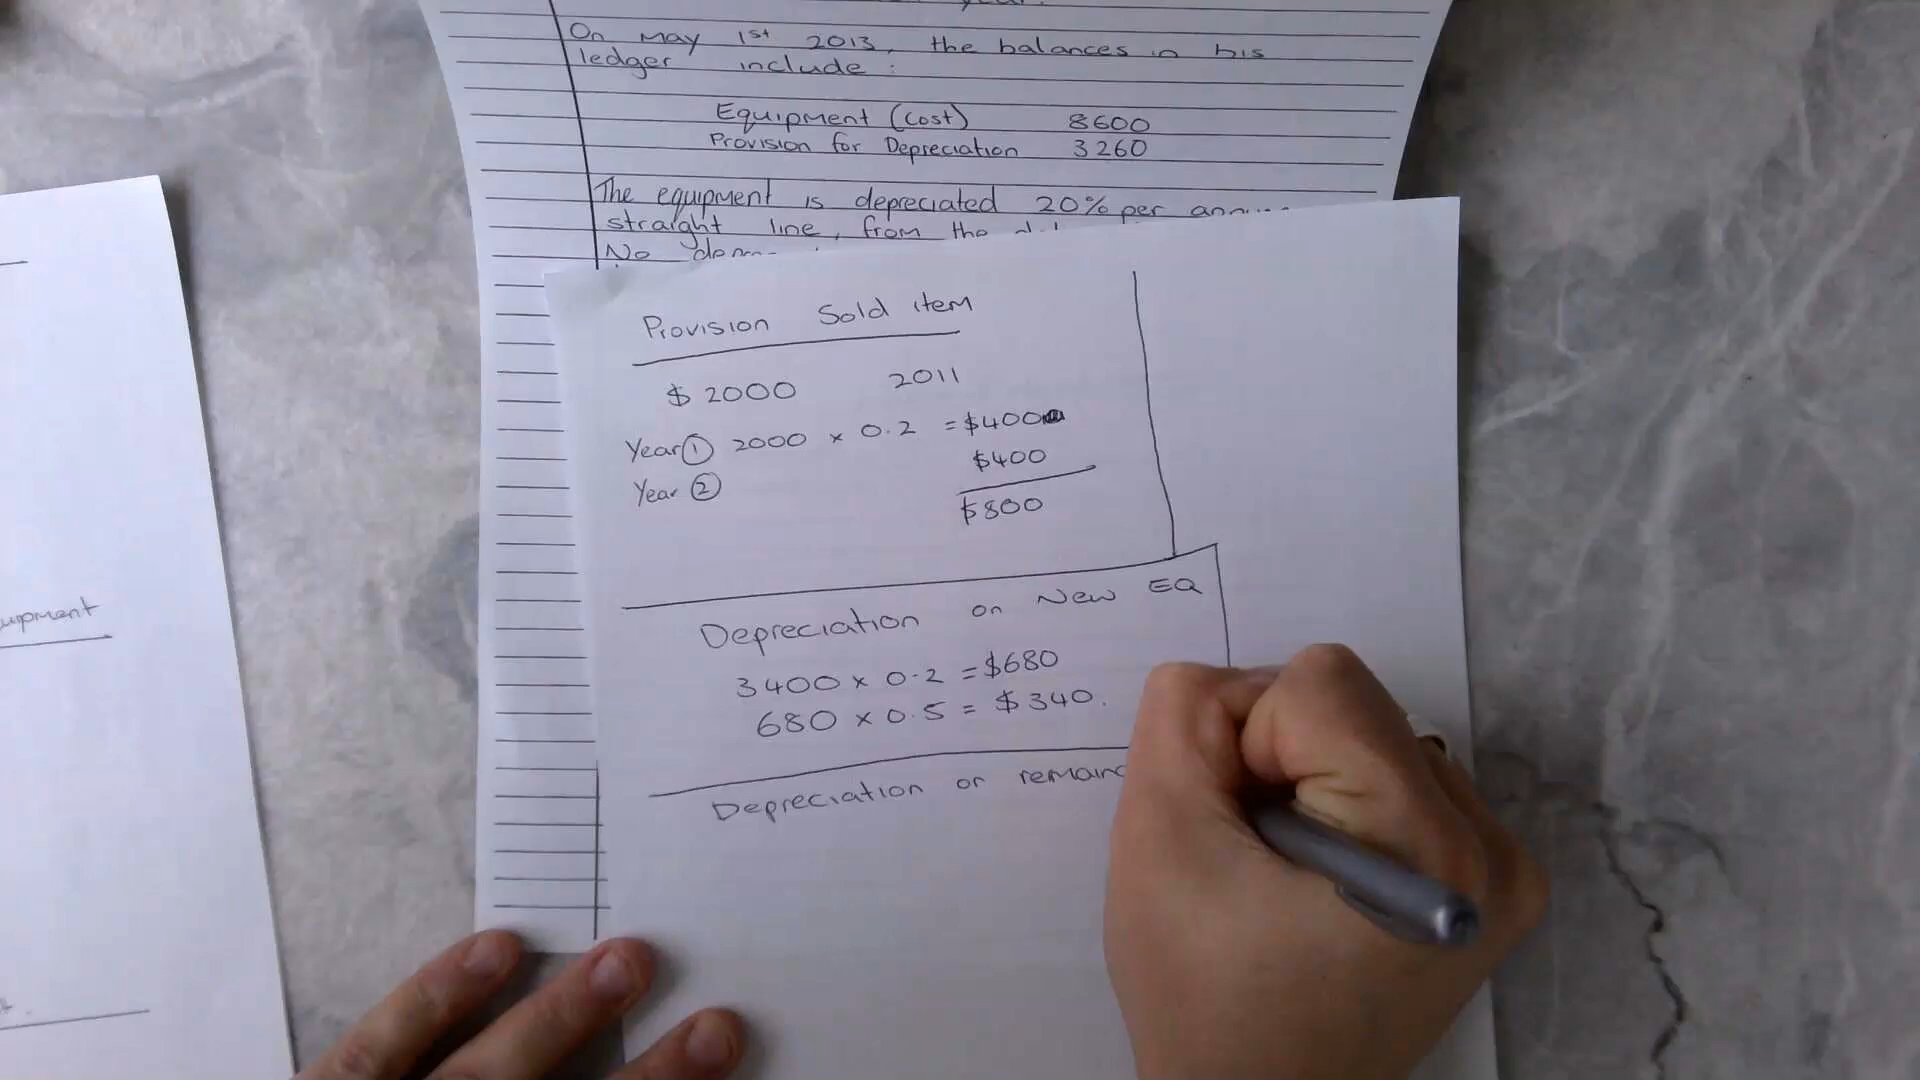 On May 1st 2013, the balances in his
ledger include :
Equipment (cost) 8600
Provision for Depreciation 3260
The equipment is depreciated 20% per
straight line, from the
No
Provision Sold item
$ 2000 2011
Year ① 2000 x 0.2 = $400
Year ② $400
$800
Depreciation on New EQ
3400 x 0.2 = $680
680 x 0.5 = $340.
Depreciation on